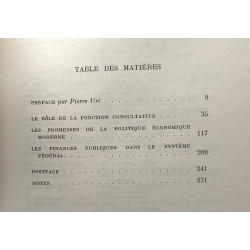 TABLE DES MATIÈRES
PRÉFACE par Pierre Uri 9
LE RÔLE DE LA FONCTION CONSULTATIVE 35
LES PROMESSES DE LA POLITIQUE ÉCONOMIQUE
MODERNE 117
LES FINANCES PUBLIQUES DANS LE SYSTÈME
FÉDÉRAL 209
POSTFACE 241
NOTES 271